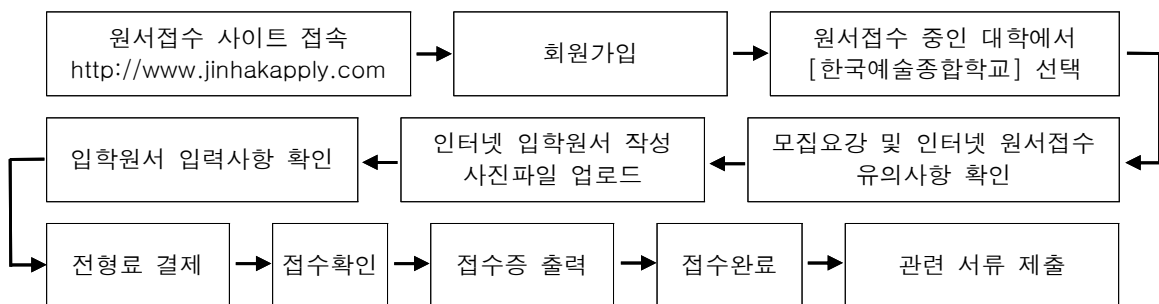 원서접수 사이트 접속
http://www.jinhakapply.com
회원가입
원서접수 중인 대학에서
[한국예술종합학교] 선택
모집요강 및 인터넷 원서접수
유의사항 확인
인터넷 입학원서 작성
사진파일 업로드
입학원서 입력사항 확인
전형료 결제
접수확인
접수증 출력
접수완료
관련 서류 제출